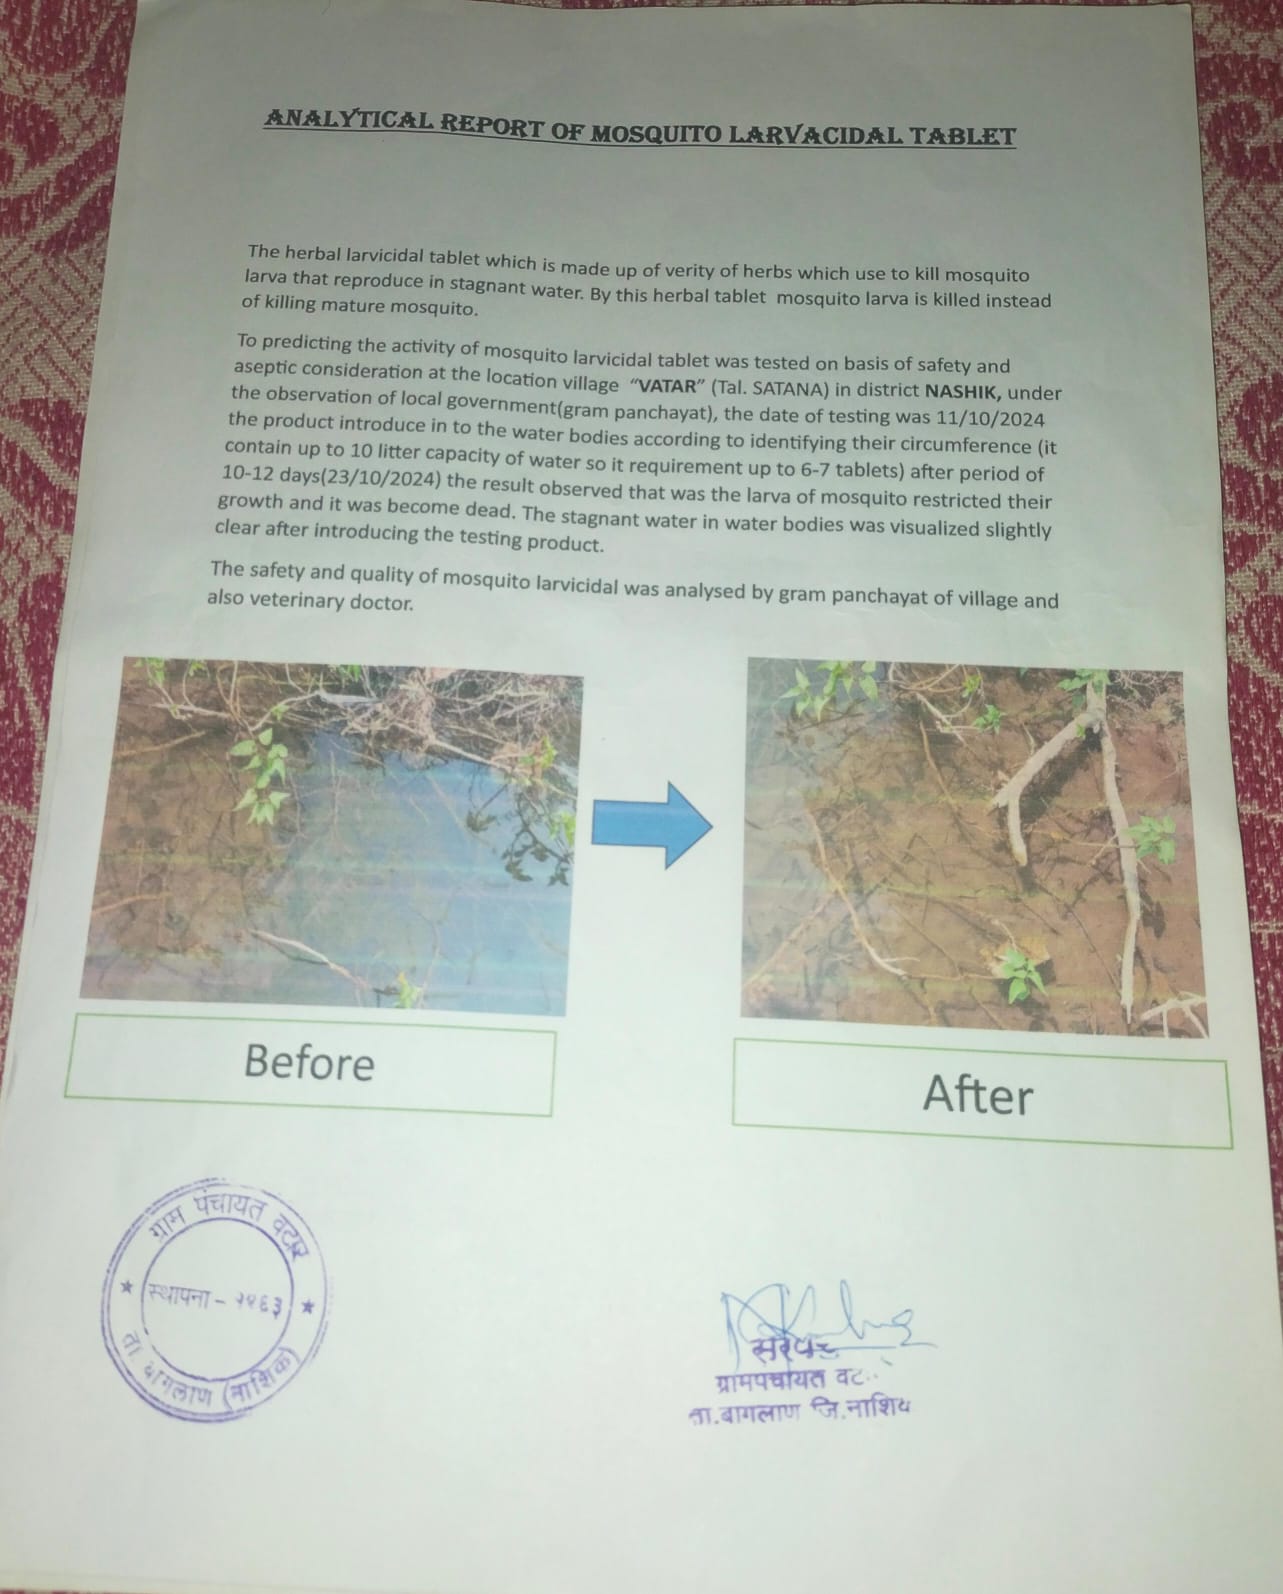 ANALYTICAL REPORT OF MOSQUITO LARVACIDAL TABLET
The herbal larvicidal tablet which is made up of verity of herbs which use to kill mosquito
larva that reproduce in stagnant water. By this herbal tablet mosquito larva is killed instead
of killing mature mosquito.
To predicting the activity of mosquito larvicidal tablet was tested on basis of safety and
aseptic consideration at the location village “VATAR” (Tal. SATANA) in district NASHIK, under
the observation of local government(gram panchayat), the date of testing was 11/10/2024
the product introduce in to the water bodies according to identifying their circumference (it
contain up to 10 litter capacity of water so it requirement up to 6-7 tablets) after period of
10-12 days(23/10/2024) the result observed that was the larva of mosquito restricted their
growth and it was become dead. The stagnant water in water bodies was visualized slightly
clear after introducing the testing product.
The safety and quality of mosquito larvicidal was analysed by gram panchayat of village and
also veterinary doctor.
Before
After
ग्राम पंचायत वटार
स्थापना -
ता. बागलाण (नाशिक)
सरपंच
ग्रामपंचायत
ता.बागलाण जि.नाशिक